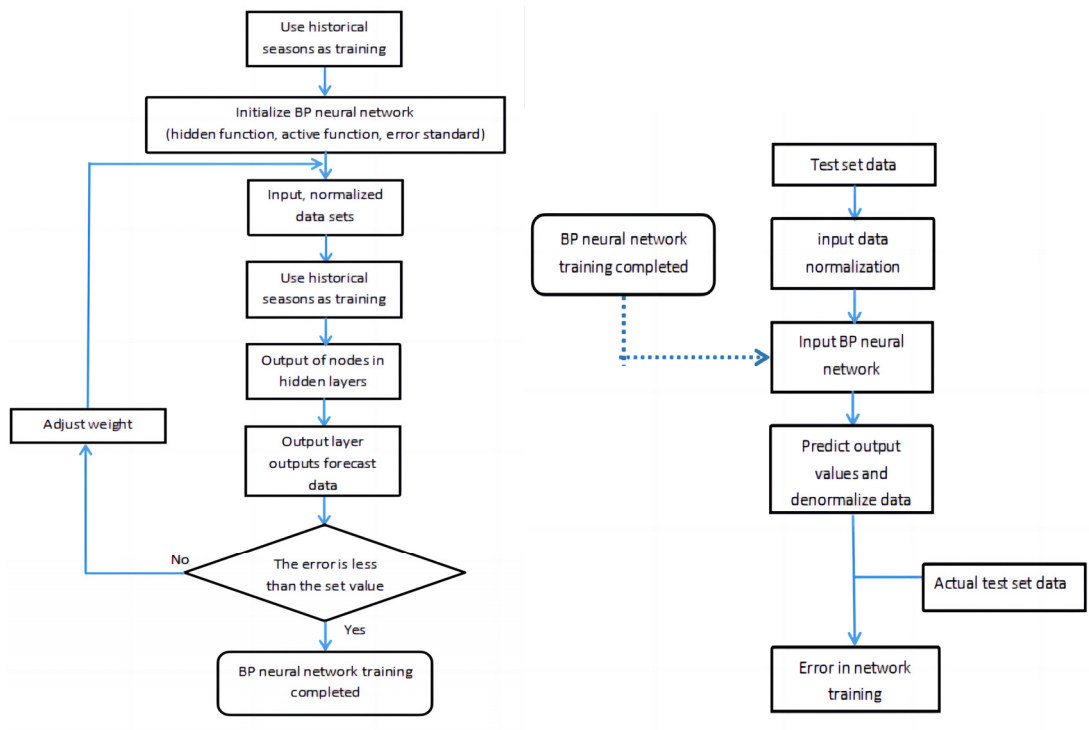 Use historical
seasons as training
Initialize BP neural network
(hidden function, active function, error standard)
Input, normalized
data sets
Use historical
seasons as training
Output of nodes in
hidden layers
Adjust weight
Output layer
outputs forecast
data
No
The error is less
than the set value
Yes
BP neural network training
completed
Test set data
BP neural network
training completed
input data
normalization
Input BP neural
network
Predict output
values and
denormalize data
Actual test set data
Error in network
training